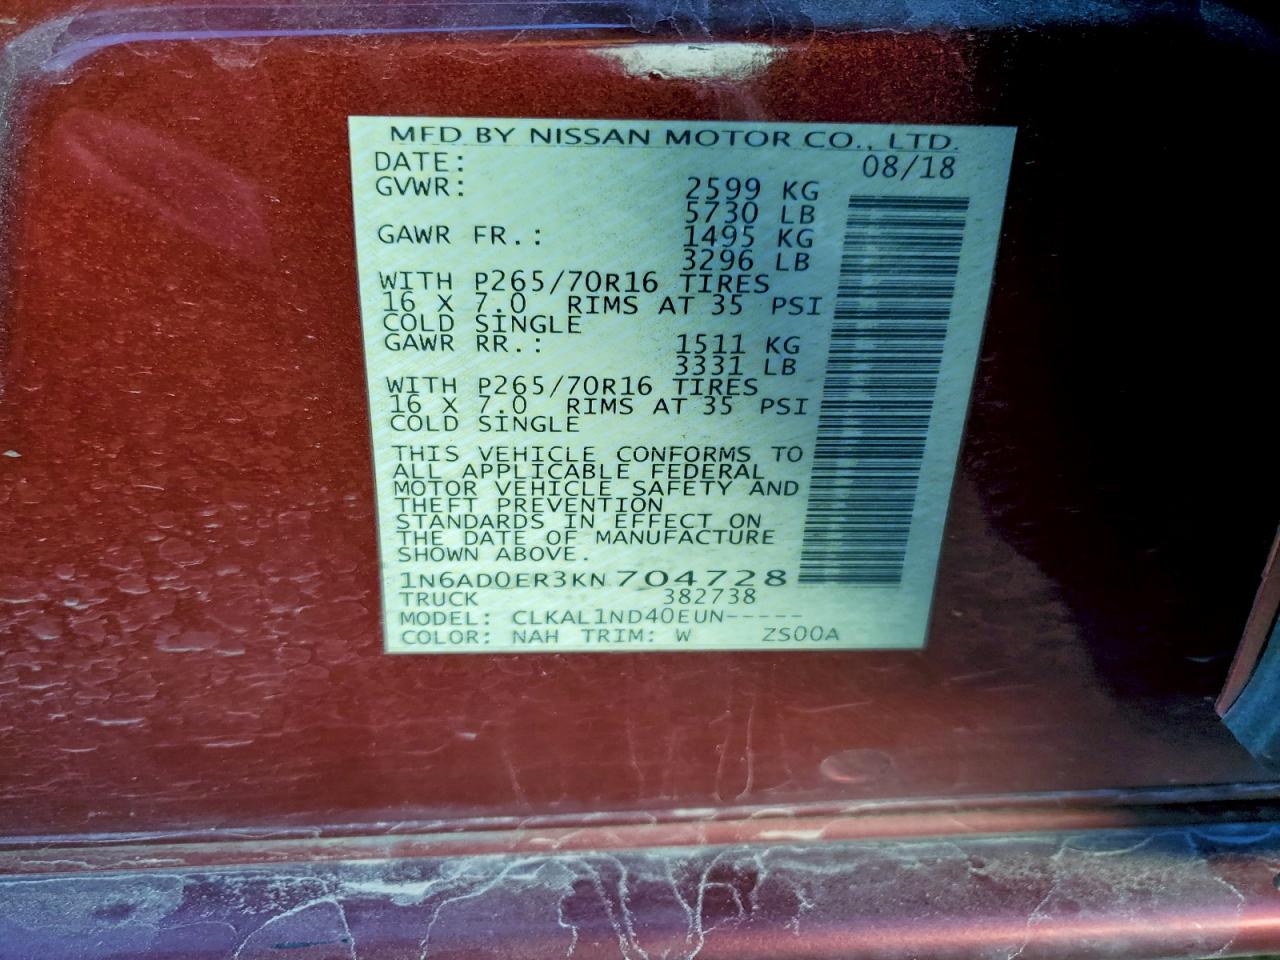 MFD BY NISSAN MOTOR CO., LTD.
DATE: 08/18
GVWR: 2599 KG
5730 LB
GAWR FR.: 1495 KG
3296 LB
WITH P265/70R16 TIRES
16 X 7.0 RIMS AT 35 PSI
COLD SINGLE
GAWR RR.: 1511 KG
3331 LB
WITH P265/70R16 TIRES
16 X 7.0 RIMS AT 35 PSI
COLD SINGLE
THIS VEHICLE CONFORMS TO
ALL APPLICABLE FEDERAL
MOTOR VEHICLE SAFETY AND
THEFT PREVENTION
STANDARDS IN EFFECT ON
THE DATE OF MANUFACTURE
SHOWN ABOVE.
1N6AD0ER3KN704728
TRUCK 382738
MODEL: CLKAL1ND40EUN-----
COLOR: NAH TRIM: W ZS00A